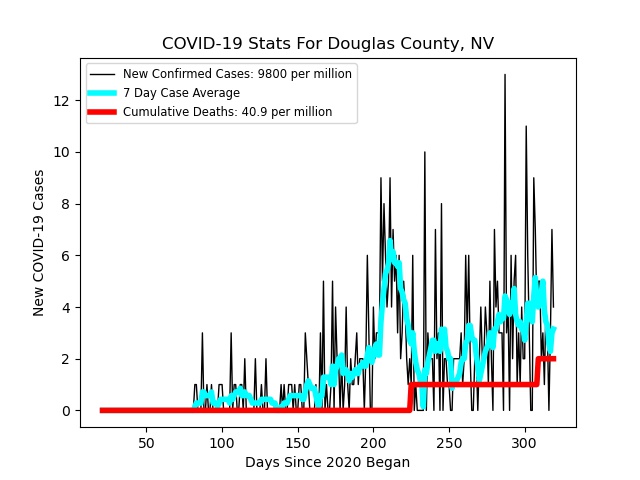 COVID-19 Stats For Douglas County, NV
New Confirmed Cases: 9800 per million
7 Day Case Average
Cumulative Deaths: 40.9 per million
New COVID-19 Cases
12
10
8
6
4
2
0
50 100 150 200 250 300
Days Since 2020 Began